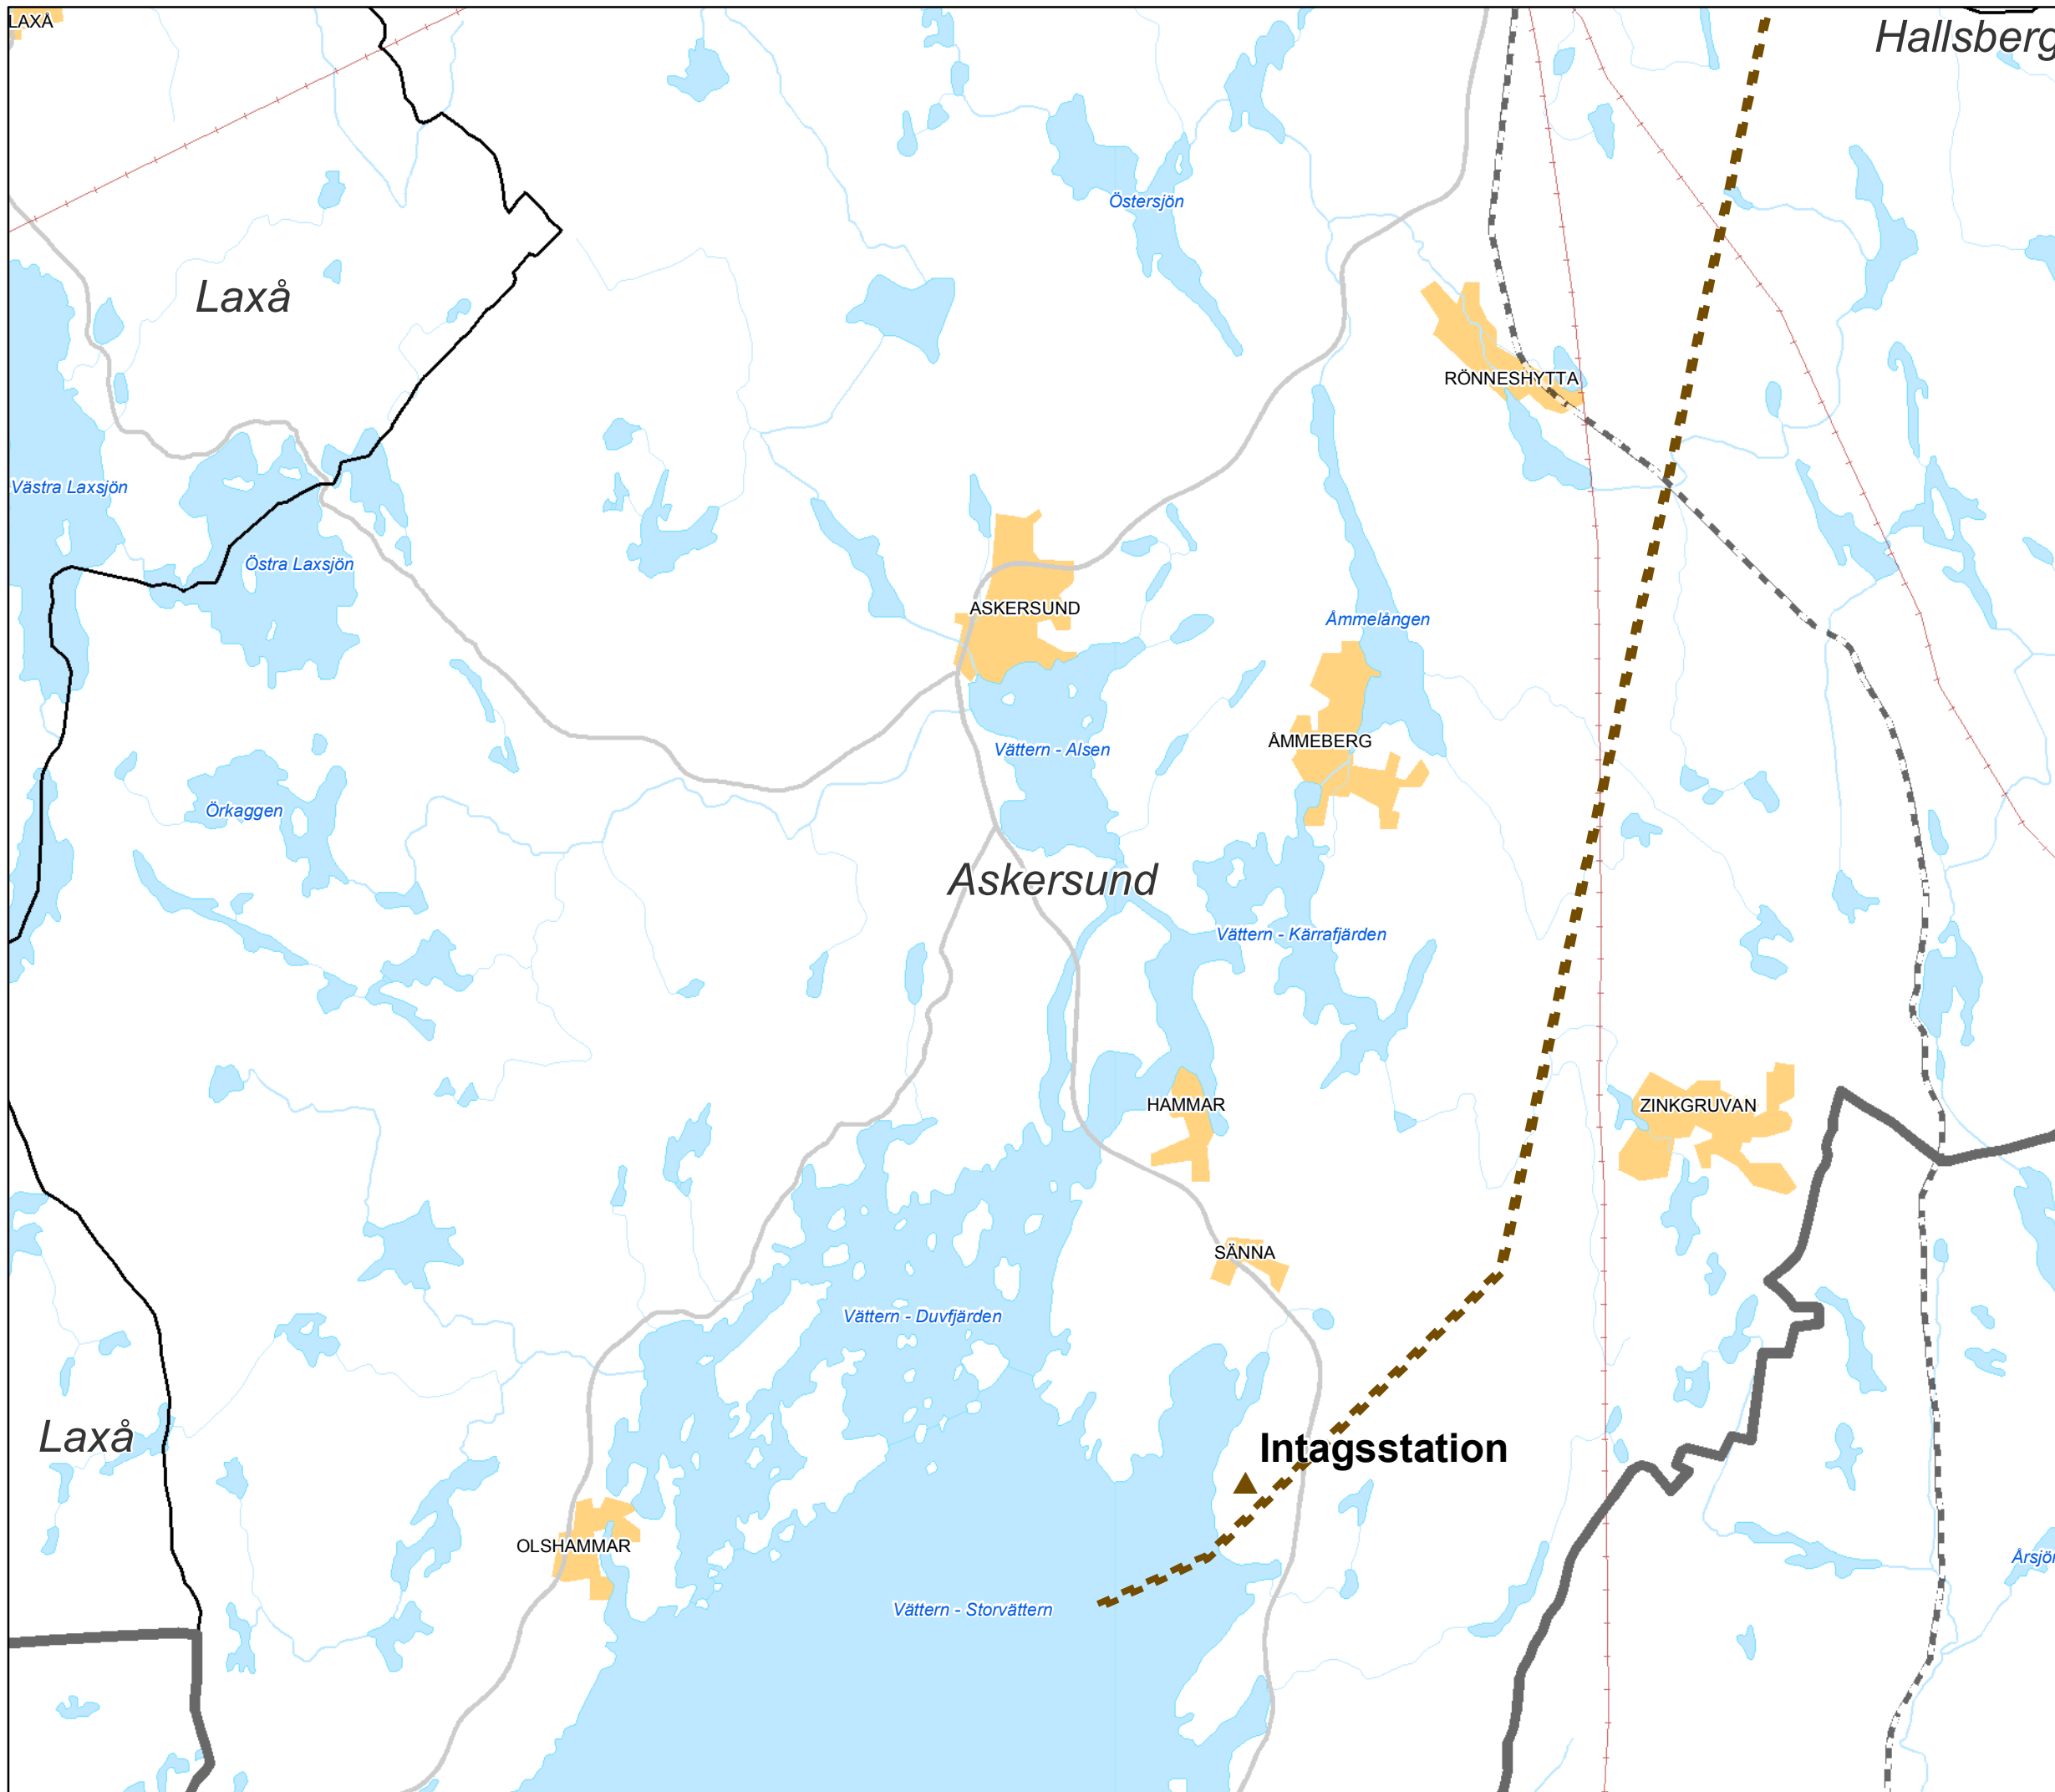 LAXÅ
Hallsberg
Östersjön
Laxå
RÖNNESHYTTA
Västra Laxsjön
Östra Laxsjön
ASKERSUND
Åmmelången
ÅMMEBERG
Vättern - Alsen
Örkaggen
Askersund
Vättern - Kärrafjärden
HAMMAR
ZINKGRUVAN
SÄNNA
Vättern - Duvfjärden
Laxå
Intagsstation
OLSHAMMAR
Årsjön
Vättern - Storvättern